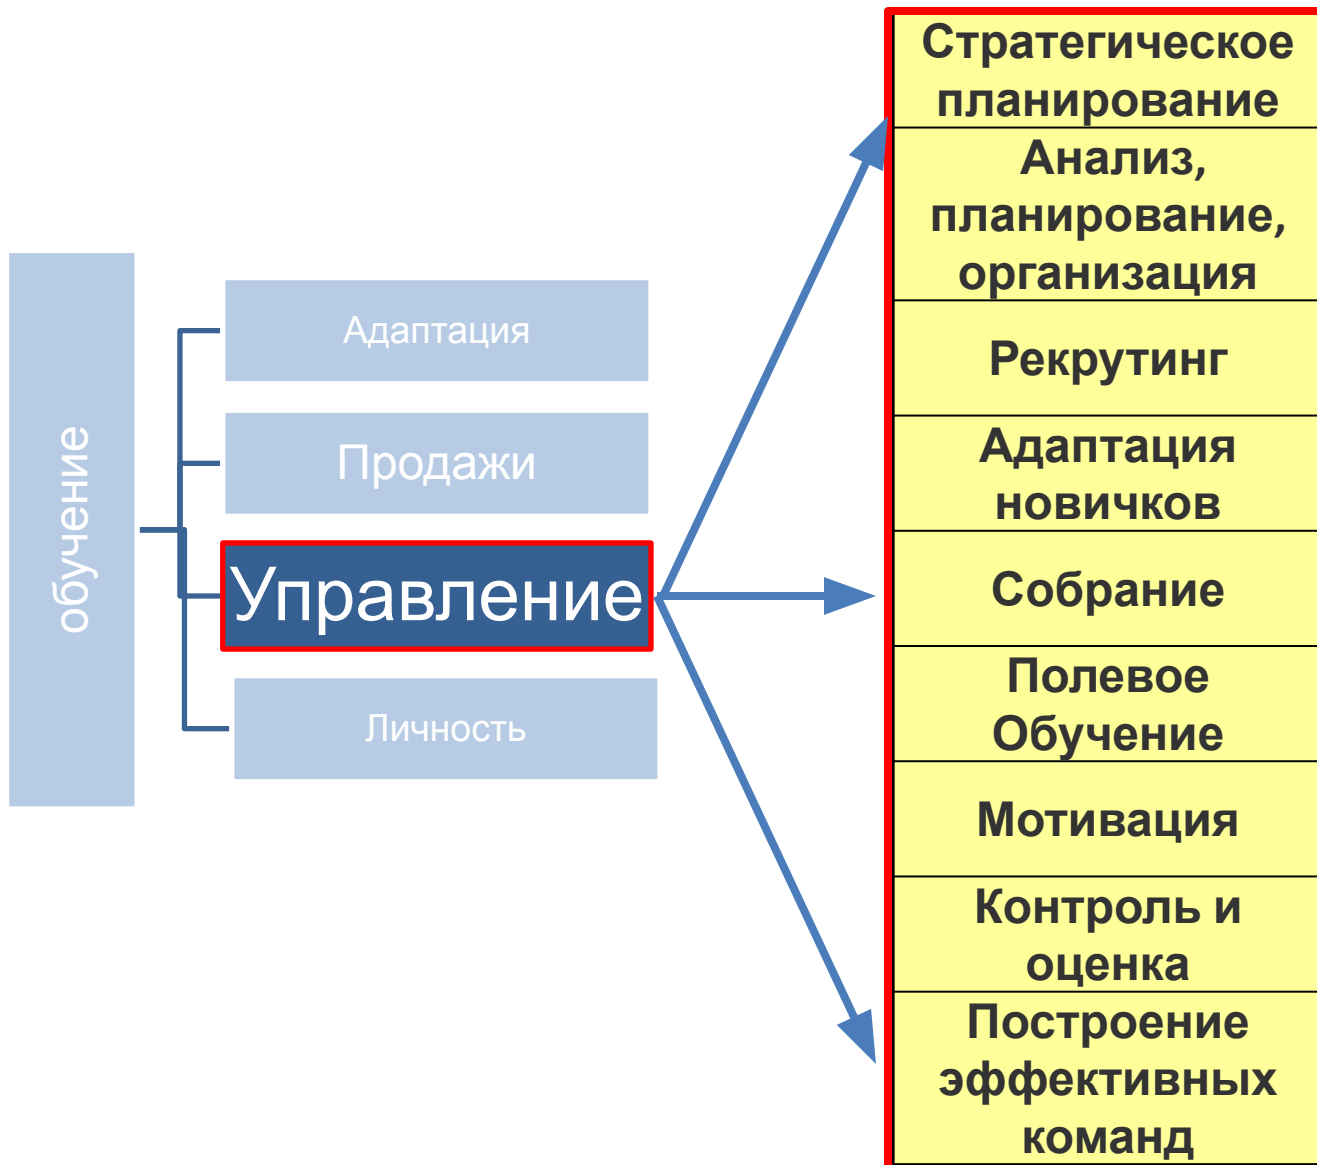 обучение
Адаптация
Продажи
Управление
Личность
Стратегическое
планирование
Анализ,
планирование,
организация
Рекрутинг
Адаптация
новичков
Собрание
Полевое
Обучение
Мотивация
Контроль и
оценка
Построение
эффективных
команд